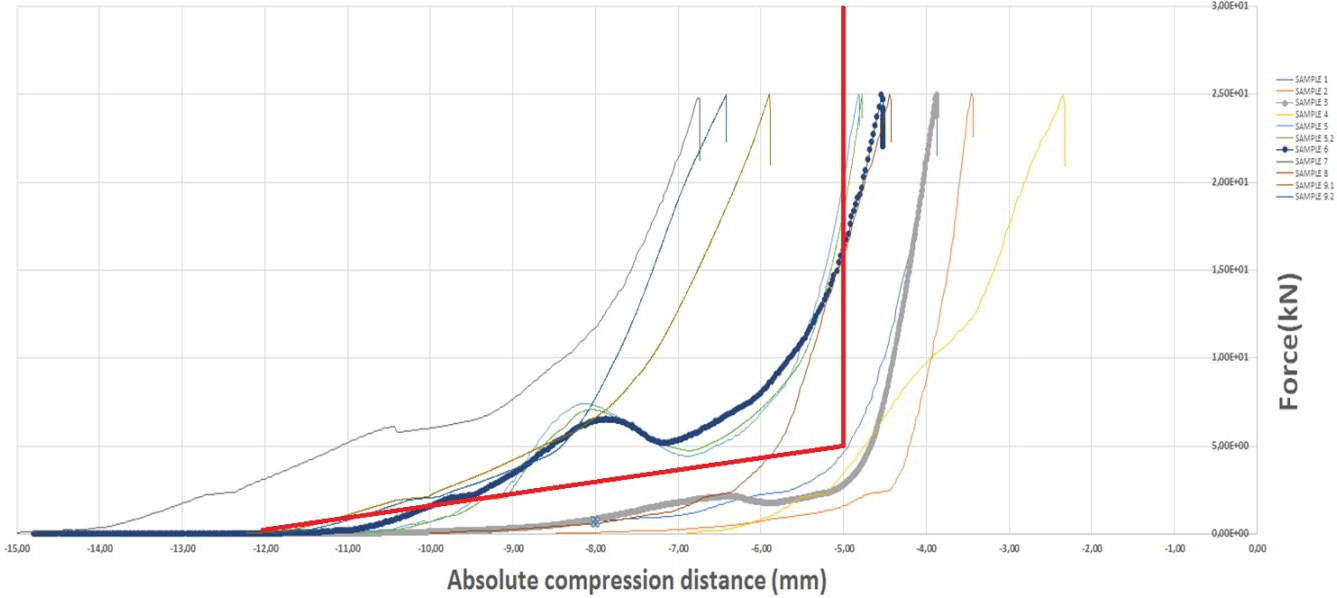 3,00E+01
2,50E+01
2,00E+01
1,50E+01
1,00E+01
5,00E+00
0,00E+00
-15,00 -14,00 -13,00 -12,00 -11,00 -10,00 -9,00 -8,00 -7,00 -6,00 -5,00 -4,00 -3,00 -2,00 -1,00 0,00
Absolute compression distance (mm)
Force(kN)
SAMPLE 1
SAMPLE 2
SAMPLE 3
SAMPLE 4
SAMPLE 5
SAMPLE 5,2
SAMPLE 6
SAMPLE 7
SAMPLE 8
SAMPLE 9.1
SAMPLE 9.2